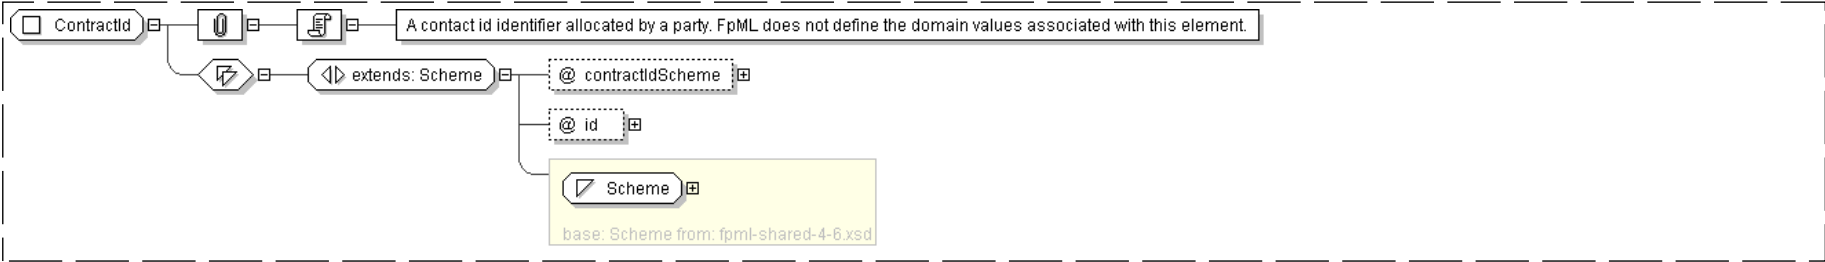 ContractId
A contact id identifier allocated by a party. FpML does not define the domain values associated with this element.
extends: Scheme
@ contractIdScheme
@ id
Scheme
base: Scheme from: fpml-shared-4-6.xsd